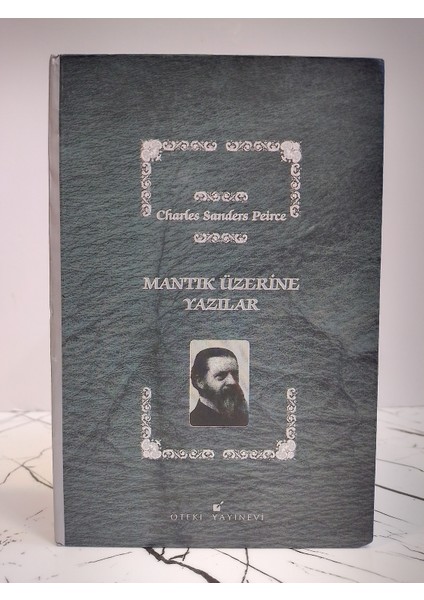 Charles Sanders Peirce
MANTIK ÜZERİNE
YAZILAR
ÖTEKİ YAYINEVİ